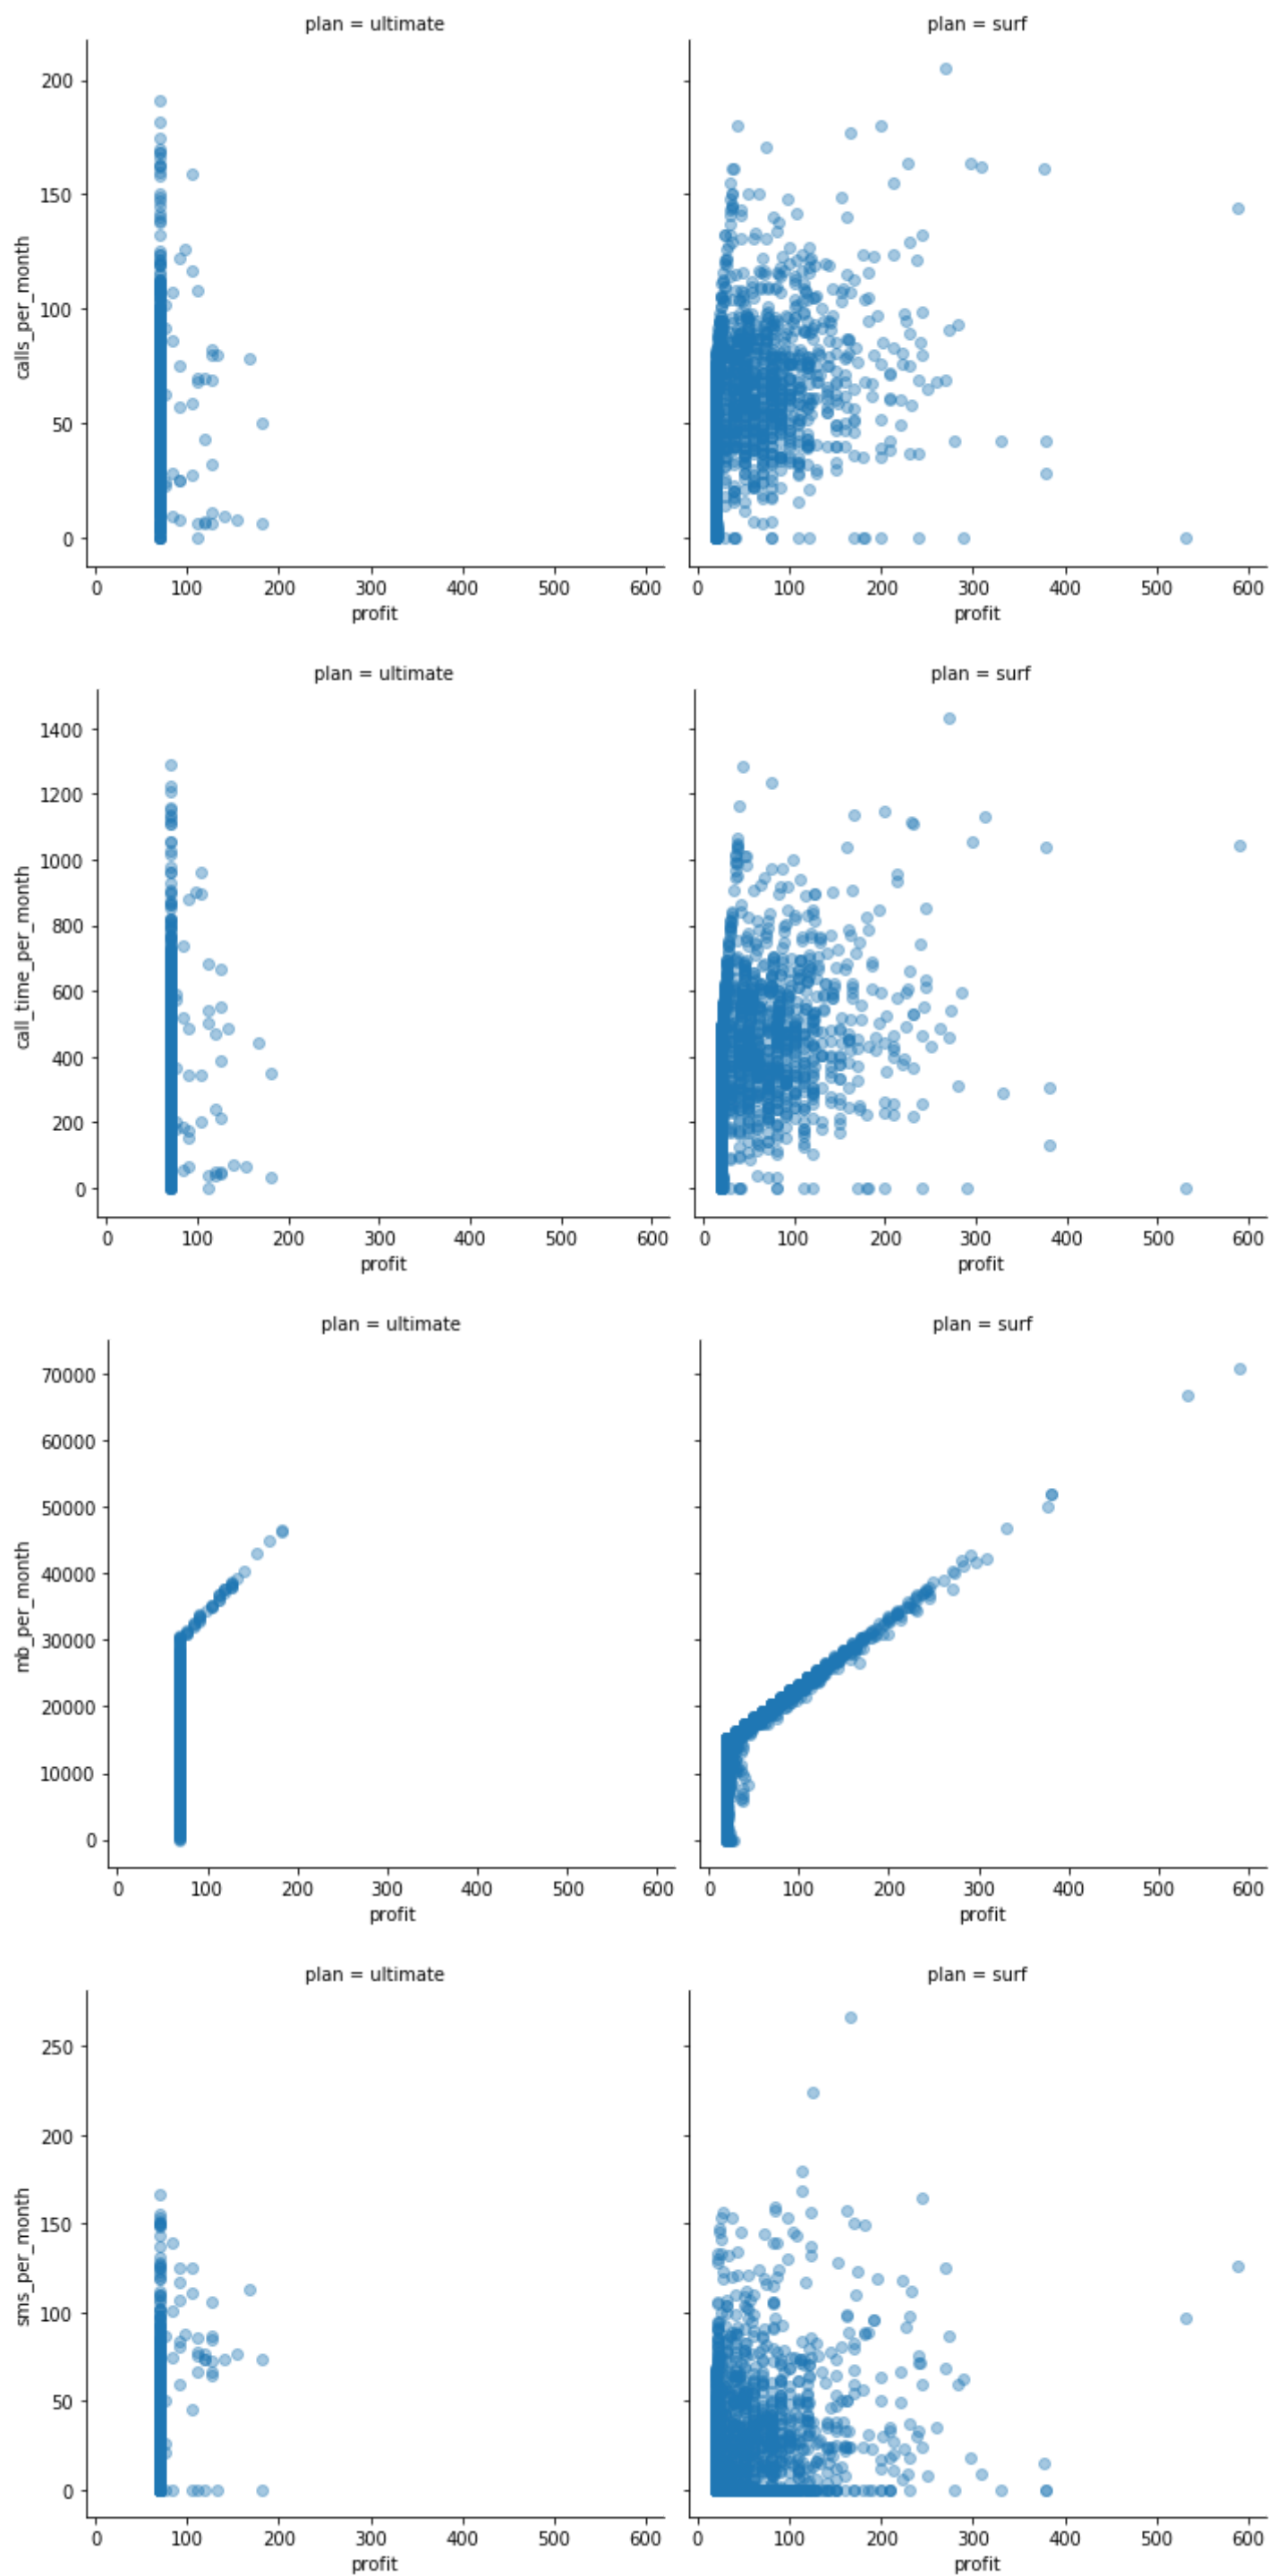 plan = ultimate
plan = surf
200
150
100
50
0
calls_per_month
0 100 200 300 400 500 600
profit
0 100 200 300 400 500 600
profit
plan = ultimate
plan = surf
1400
1200
1000
800
600
400
200
0
call_time_per_month
0 100 200 300 400 500 600
profit
0 100 200 300 400 500 600
profit
plan = ultimate
plan = surf
70000
60000
50000
40000
30000
20000
10000
0
mb_per_month
0 100 200 300 400 500 600
profit
0 100 200 300 400 500 600
profit
plan = ultimate
plan = surf
250
200
150
100
50
0
sms_per_month
0 100 200 300 400 500 600
profit
0 100 200 300 400 500 600
profit